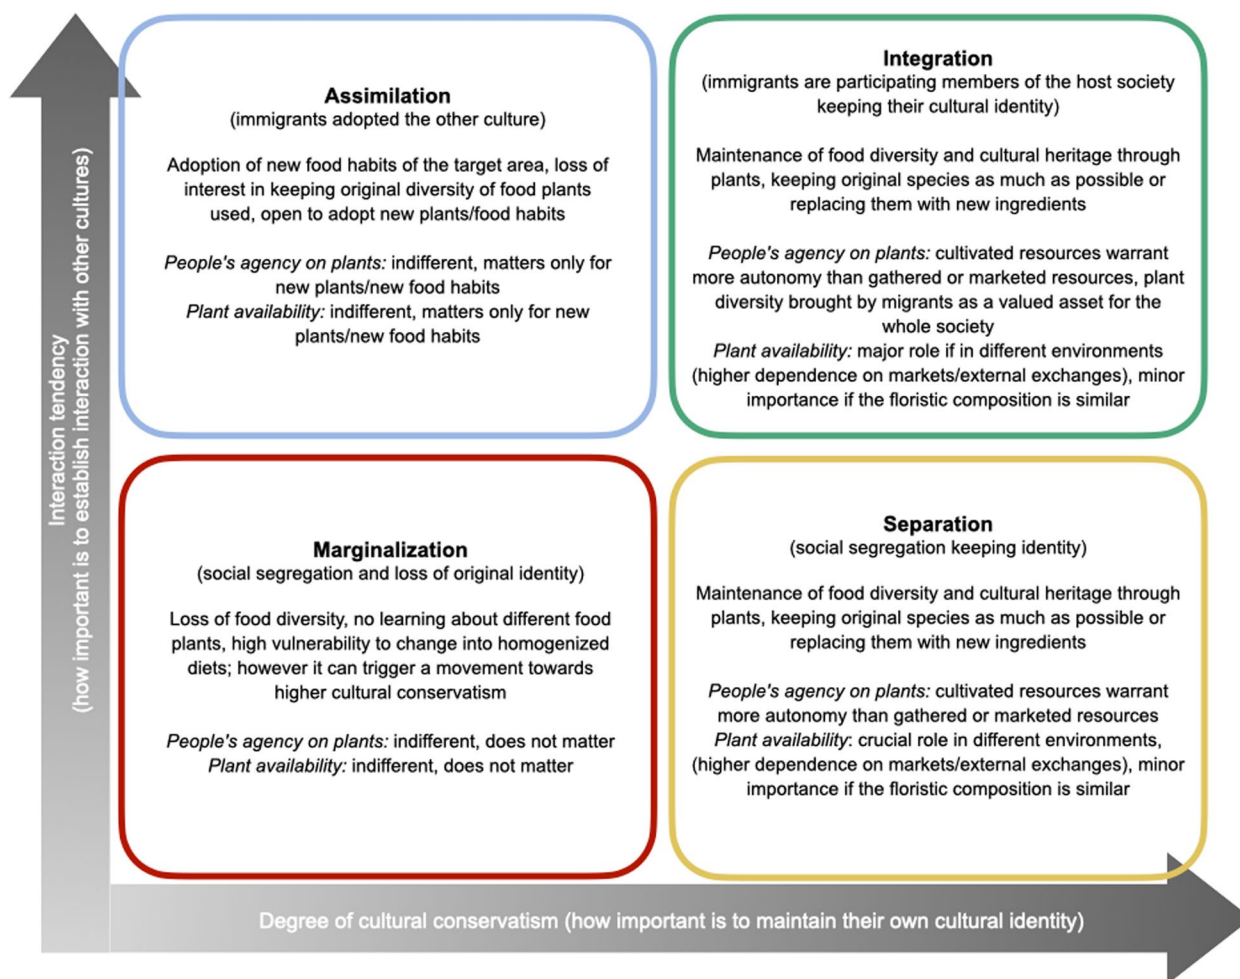 Interaction tendency
(how important is to establish interaction with other cultures)
Assimilation
(immigrants adopted the other culture)
Adoption of new food habits of the target area, loss of
interest in keeping original diversity of food plants
used, open to adopt new plants/food habits
People's agency on plants: indifferent, matters only for
new plants/new food habits
Plant availability: indifferent, matters only for new
plants/new food habits
Integration
(immigrants are participating members of the host society
keeping their cultural identity)
Maintenance of food diversity and cultural heritage through
plants, keeping original species as much as possible or
replacing them with new ingredients
People's agency on plants: cultivated resources warrant
more autonomy than gathered or marketed resources, plant
diversity brought by migrants as a valued asset for the
whole society
Plant availability: major role if in different environments
(higher dependence on markets/external exchanges), minor
importance if the floristic composition is similar
Marginalization
(social segregation and loss of original identity)
Loss of food diversity, no learning about different food
plants, high vulnerability to change into homogenized
diets; however it can trigger a movement towards
higher cultural conservatism
People's agency on plants: indifferent, does not matter
Plant availability: indifferent, does not matter
Separation
(social segregation keeping identity)
Maintenance of food diversity and cultural heritage through
plants, keeping original species as much as possible or
replacing them with new ingredients
People's agency on plants: cultivated resources warrant
more autonomy than gathered or marketed resources
Plant availability: crucial role in different environments,
(higher dependence on markets/external exchanges), minor
importance if the floristic composition is similar
Degree of cultural conservatism (how important is to maintain their own cultural identity)